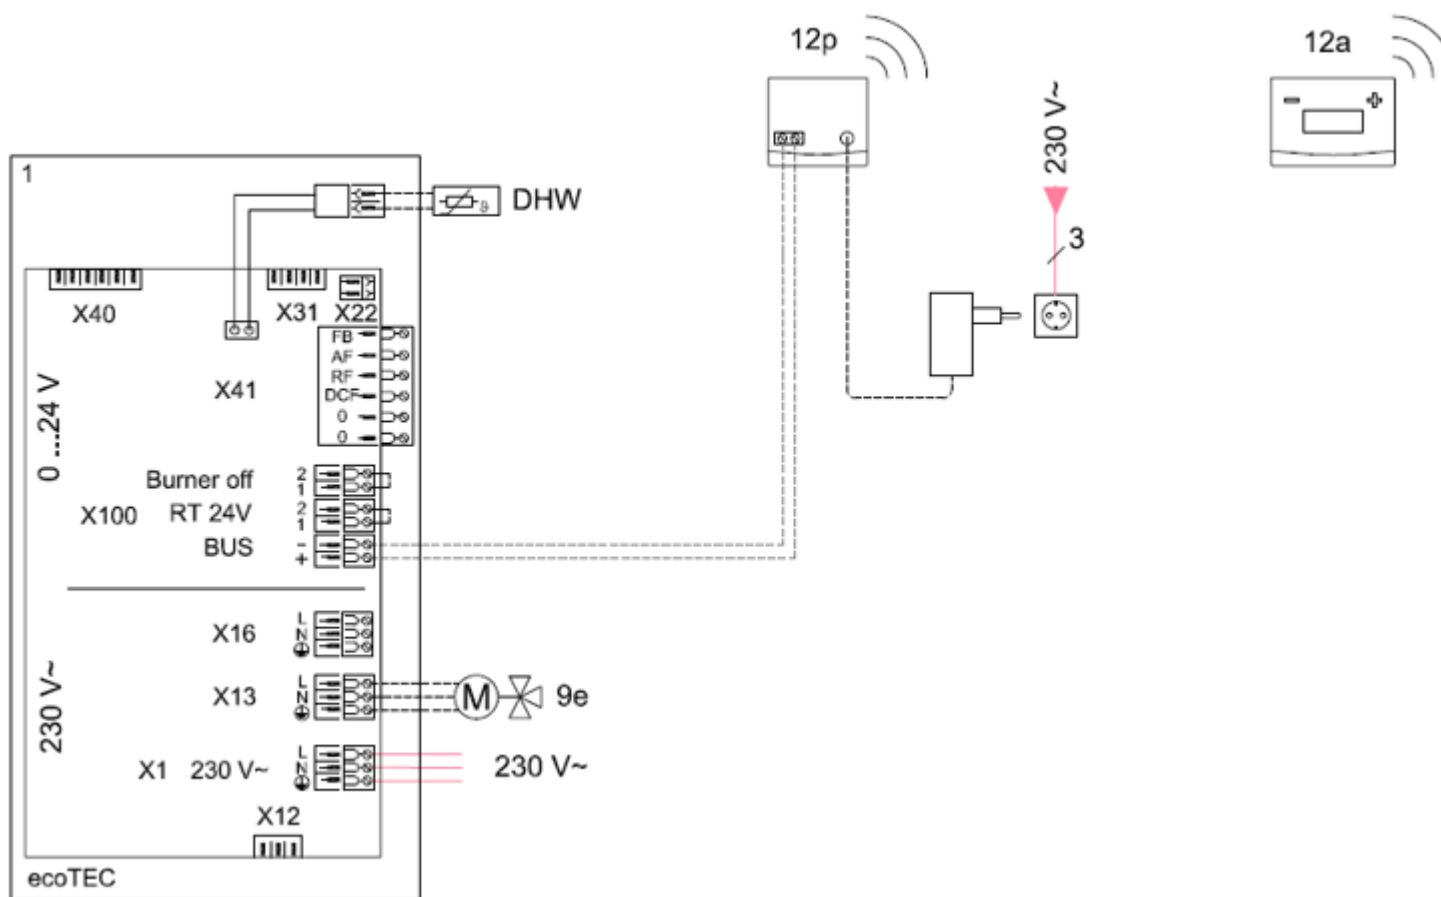 12p
12a
230 V~
3
1
DHW
X40
X31
X22
FB
AF
RF
DCF
0
0
X41
0 ...24 V
Burner off
2
1
X100
RT 24V
2
1
BUS
-
+
X16
L
N
230 V~
X13
L
N
M
9e
X1 230 V~
L
N
230 V~
X12
ecoTEC